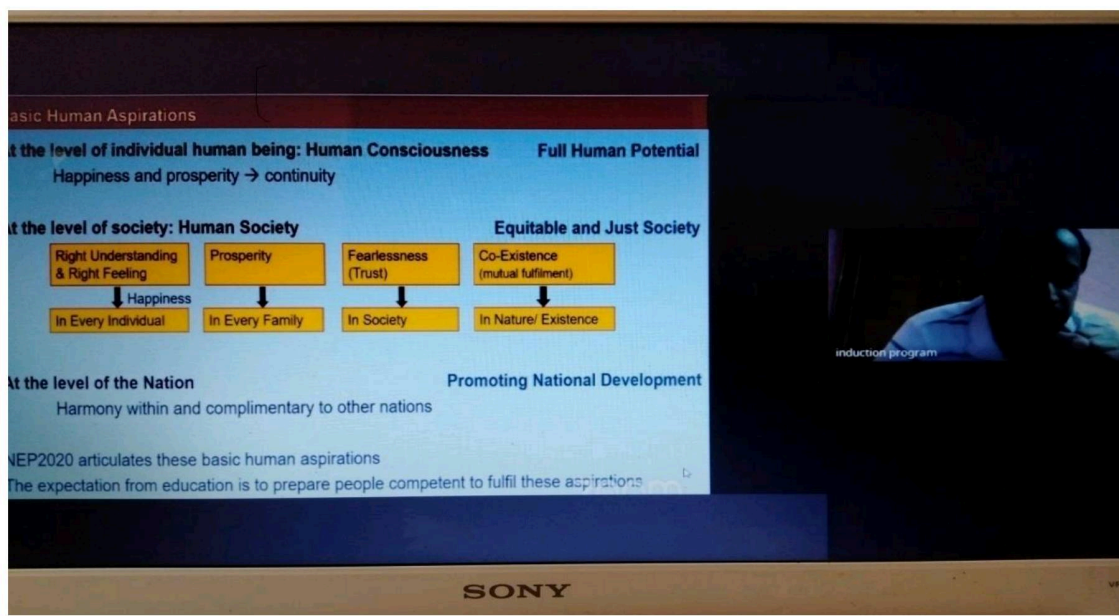 asic Human Aspirations
t the level of individual human being: Human Consciousness Full Human Potential
Happiness and prosperity → continuity
t the level of society: Human Society Equitable and Just Society
Right Understanding & Right Feeling
Prosperity
Fearlessness (Trust)
Co-Existence (mutual fulfilment)
Happiness
In Every Individual
In Every Family
In Society
In Nature/ Existence
At the level of the Nation Promoting National Development
Harmony within and complimentary to other nations
NEP2020 articulates these basic human aspirations
The expectation from education is to prepare people competent to fulfil these aspirations
induction program
SONY